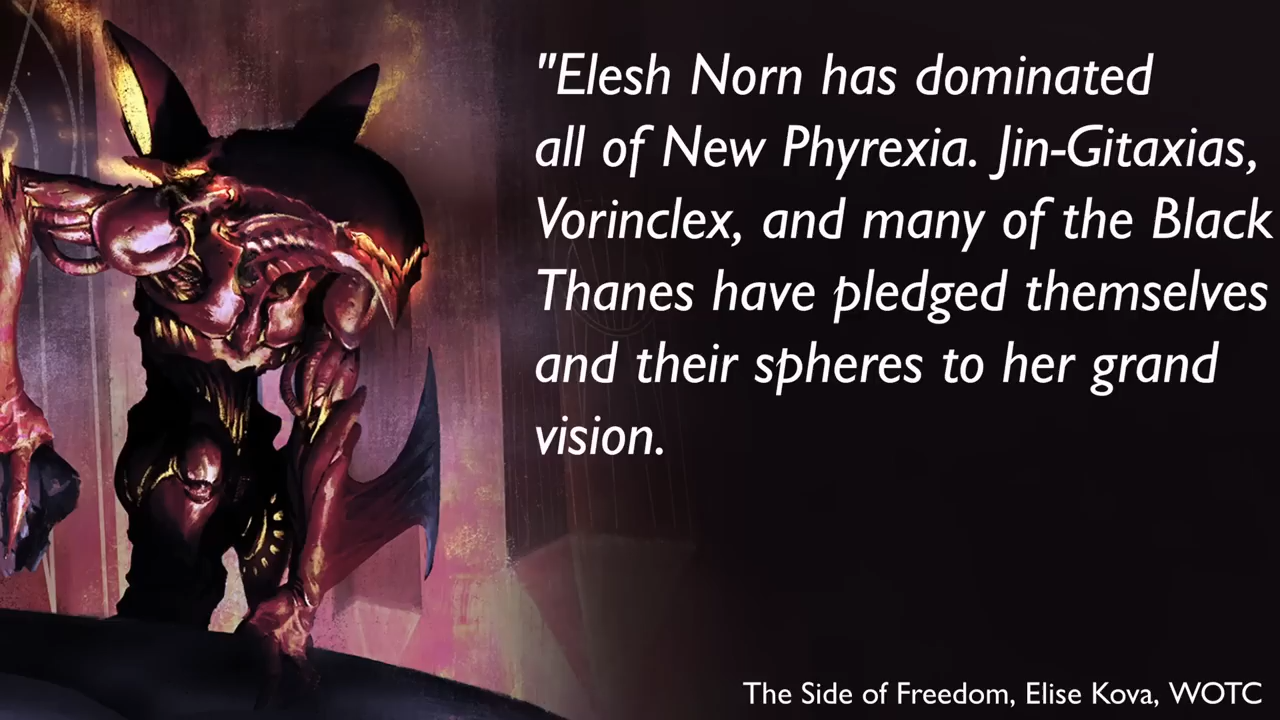 "Elesh Norn has dominated
all of New Phyrexia. Jin-Gitaxias,
Vorinclex, and many of the Black
Thanes have pledged themselves
and their spheres to her grand
vision.
The Side of Freedom, Elise Kova, WOTC